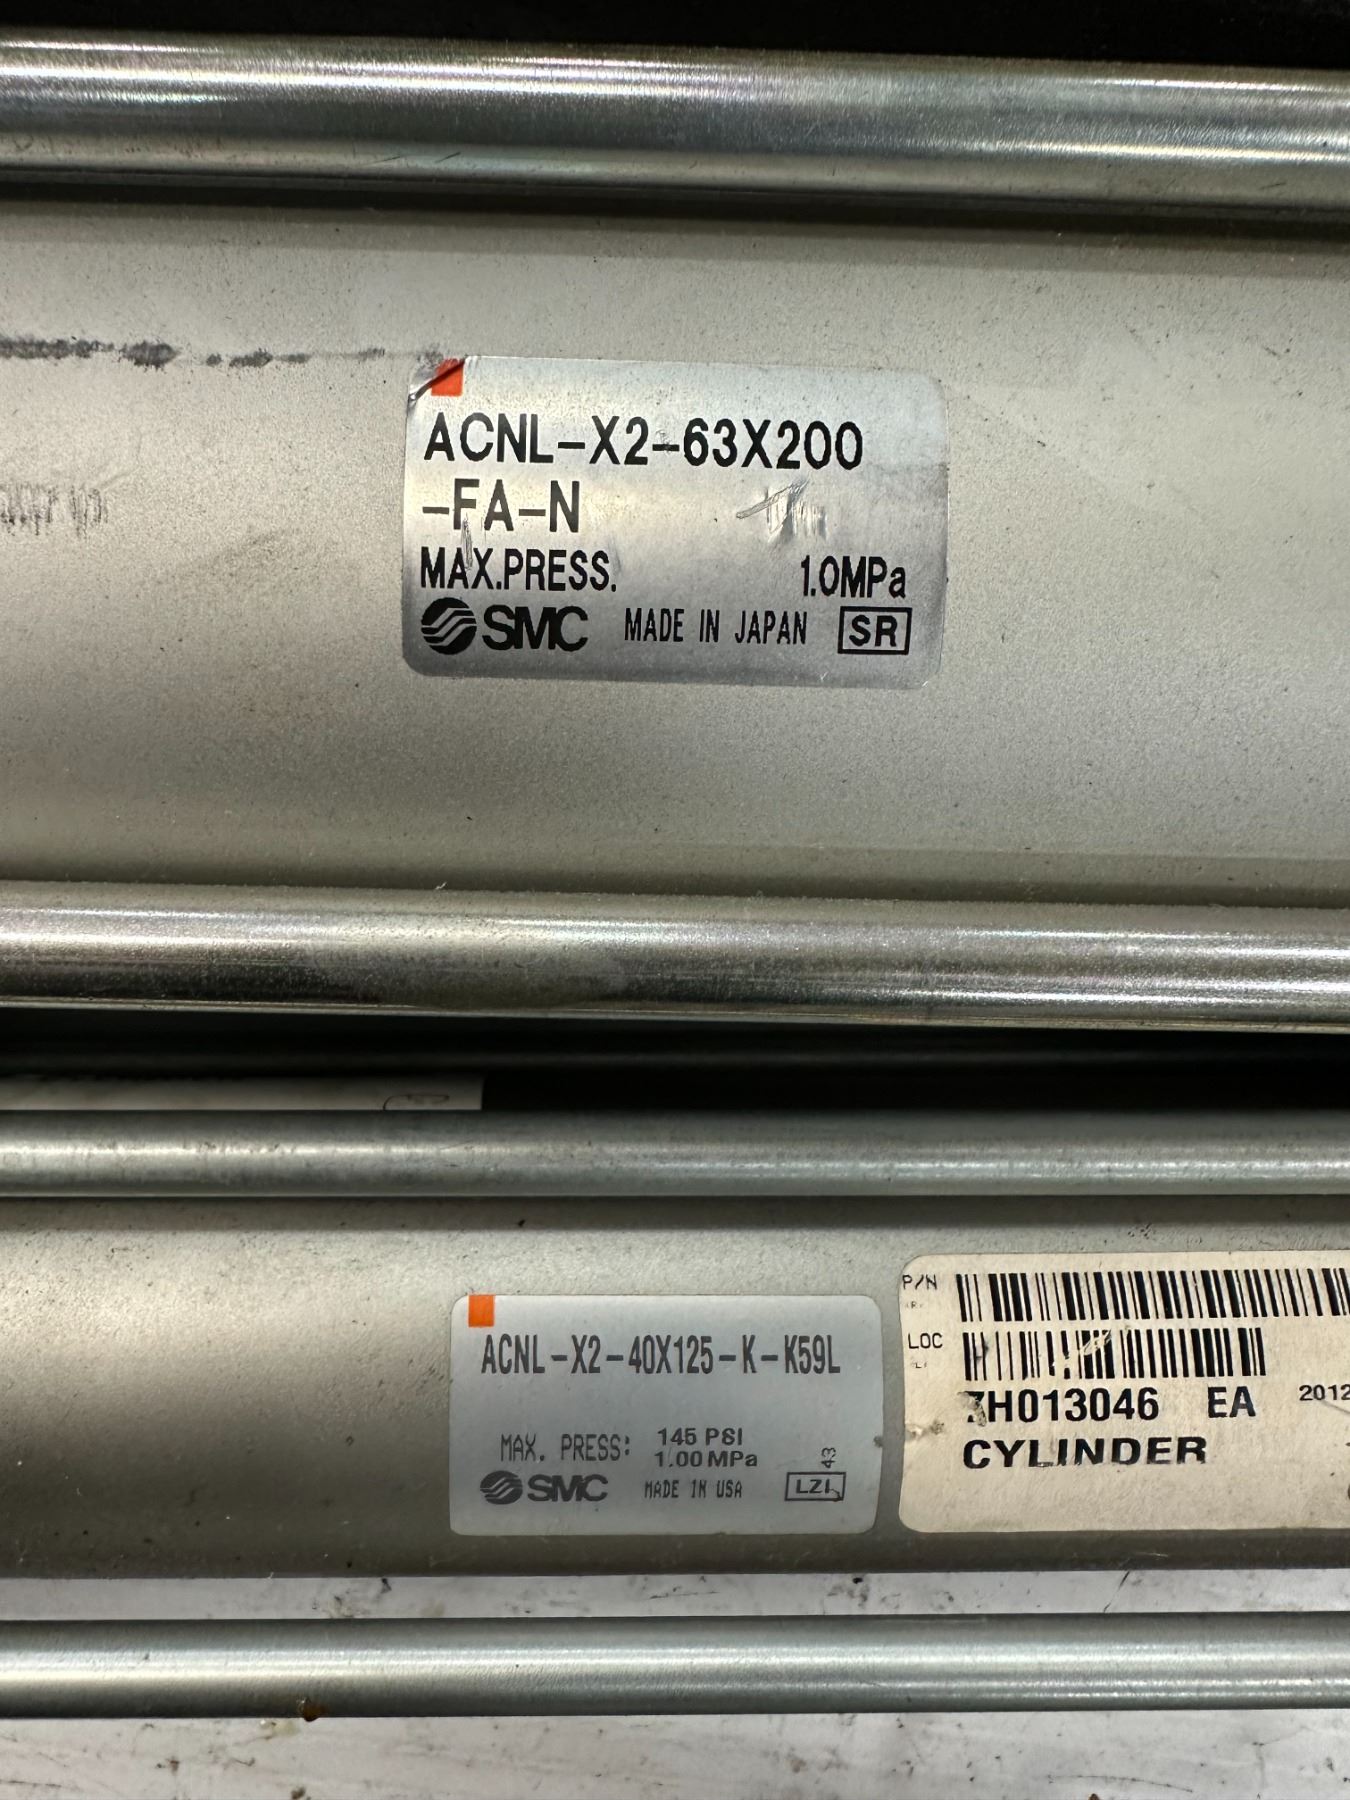 ACNL-X2-63X200
-FA-N
MAX.PRESS. 1.0MPa
SMC MADE IN JAPAN SR
ACNL-X2-40X125-K-K59L
MAX. PRESS: 145 PSI
1.00 MPa
43
SMC MADE IN USA LZI
P/N
LOC
H013046 EA 2012
CYLINDER